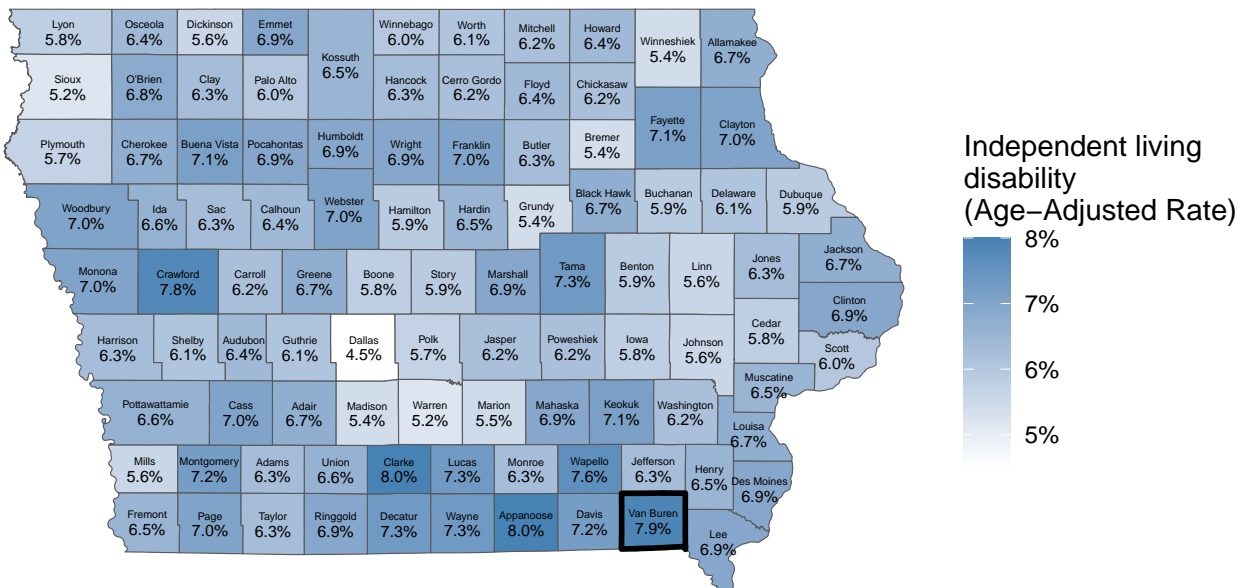 Lyon
5.8%
Osceola
6.4%
Dickinson
5.6%
Emmet
6.9%
Kossuth
6.5%
Winnebago
6.0%
Worth
6.1%
Mitchell
6.2%
Howard
6.4%
Winneshiek
5.4%
Allamakee
6.7%
Sioux
5.2%
O'Brien
6.8%
Clay
6.3%
Palo Alto
6.0%
Hancock
6.3%
Cerro Gordo
6.2%
Floyd
6.4%
Chickasaw
6.2%
Fayette
7.1%
Clayton
7.0%
Plymouth
5.7%
Cherokee
6.7%
Buena Vista
7.1%
Pocahontas
6.9%
Humboldt
6.9%
Wright
6.9%
Franklin
7.0%
Butler
6.3%
Bremer
5.4%
Woodbury
7.0%
Ida
6.6%
Sac
6.3%
Calhoun
6.4%
Webster
7.0%
Hamilton
5.9%
Hardin
6.5%
Grundy
5.4%
Black Hawk
6.7%
Buchanan
5.9%
Delaware
6.1%
Dubuque
5.9%
Monona
7.0%
Crawford
7.8%
Carroll
6.2%
Greene
6.7%
Boone
5.8%
Story
5.9%
Marshall
6.9%
Tama
7.3%
Benton
5.9%
Linn
5.6%
Jones
6.3%
Jackson
6.7%
Clinton
6.9%
Harrison
6.3%
Shelby
6.1%
Audubon
6.4%
Guthrie
6.1%
Dallas
4.5%
Polk
5.7%
Jasper
6.2%
Poweshiek
6.2%
Iowa
5.8%
Johnson
5.6%
Cedar
5.8%
Scott
6.0%
Muscatine
6.5%
Pottawattamie
6.6%
Cass
7.0%
Adair
6.7%
Madison
5.4%
Warren
5.2%
Marion
5.5%
Mahaska
6.9%
Keokuk
7.1%
Washington
6.2%
Louisa
6.7%
Mills
5.6%
Montgomery
7.2%
Adams
6.3%
Union
6.6%
Clarke
8.0%
Lucas
7.3%
Monroe
6.3%
Wapello
7.6%
Jefferson
6.3%
Henry
6.5%
Des Moines
6.9%
Fremont
6.5%
Page
7.0%
Taylor
6.3%
Ringgold
6.9%
Decatur
7.3%
Wayne
7.3%
Appanoose
8.0%
Davis
7.2%
Van Buren
7.9%
Lee
6.9%
Independent living
disability
(Age−Adjusted Rate)
8%
7%
6%
5%